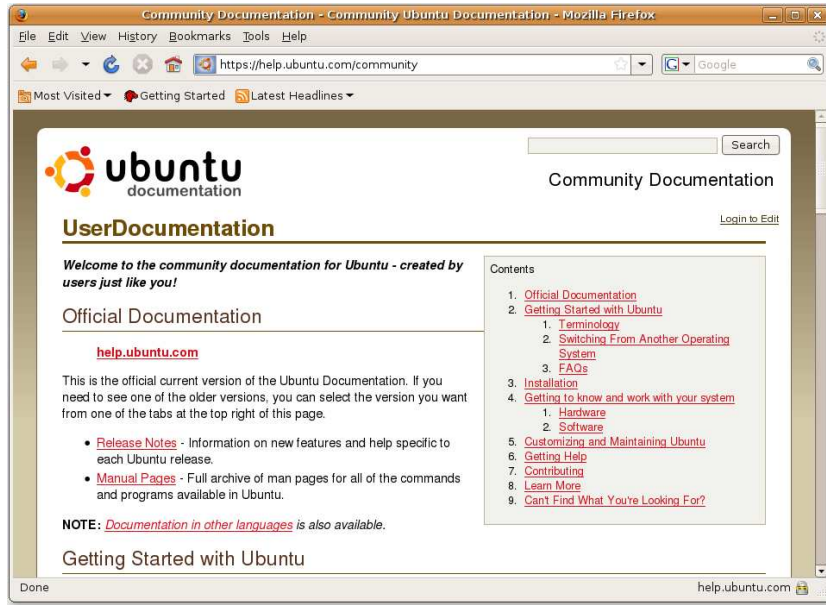 Community Documentation - Community Ubuntu Documentation - Mozilla Firefox
File Edit View History Bookmarks Tools Help
https://help.ubuntu.com/community
G Google
Most Visited Getting Started Latest Headlines
Search
ubuntu
documentation
Community Documentation
Login to Edit
UserDocumentation
Welcome to the community documentation for Ubuntu - created by
users just like you!
Official Documentation
help.ubuntu.com
This is the official current version of the Ubuntu Documentation. If you
need to see one of the older versions, you can select the version you want
from one of the tabs at the top right of this page.
• Release Notes - Information on new features and help specific to
each Ubuntu release.
• Manual Pages - Full archive of man pages for all of the commands
and programs available in Ubuntu.
NOTE: Documentation in other languages is also available.
Getting Started with Ubuntu
Contents
1. Official Documentation
2. Getting Started with Ubuntu
1. Terminology
2. Switching From Another Operating
System
3. FAQs
3. Installation
4. Getting to know and work with your system
1. Hardware
2. Software
5. Customizing and Maintaining Ubuntu
6. Getting Help
7. Contributing
8. Learn More
9. Can't Find What You're Looking For?
Done
help.ubuntu.com